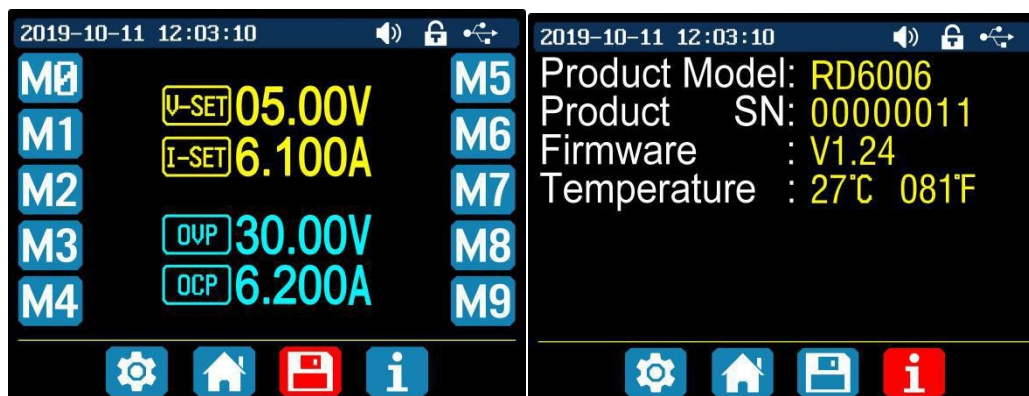 2019-10-11 12:03:10
M0
M1
M2
M3
M4
V-SET 05.00V
I-SET 6.100A
OVP 30.00V
OCP 6.200A
M5
M6
M7
M8
M9
i
2019-10-11 12:03:10
Product Model: RD6006
Product SN: 00000011
Firmware : V1.24
Temperature : 27℃ 081℉
i